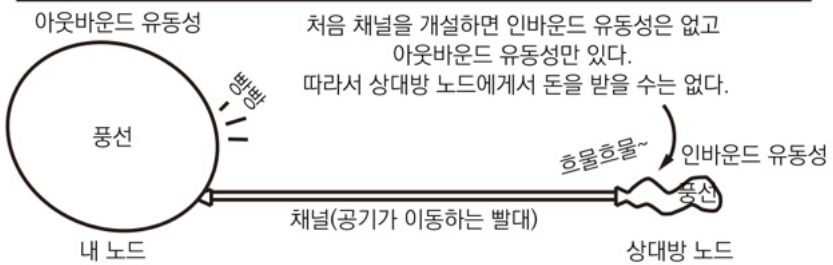 아웃바운드 유동성
처음 채널을 개설하면 인바운드 유동성은 없고
아웃바운드 유동성만 있다.
따라서 상대방 노드에게서 돈을 받을 수는 없다.
빵빵
풍선
흐물흐물~
인바운드 유동성
풍선
채널(공기가 이동하는 빨대)
내 노드
상대방 노드